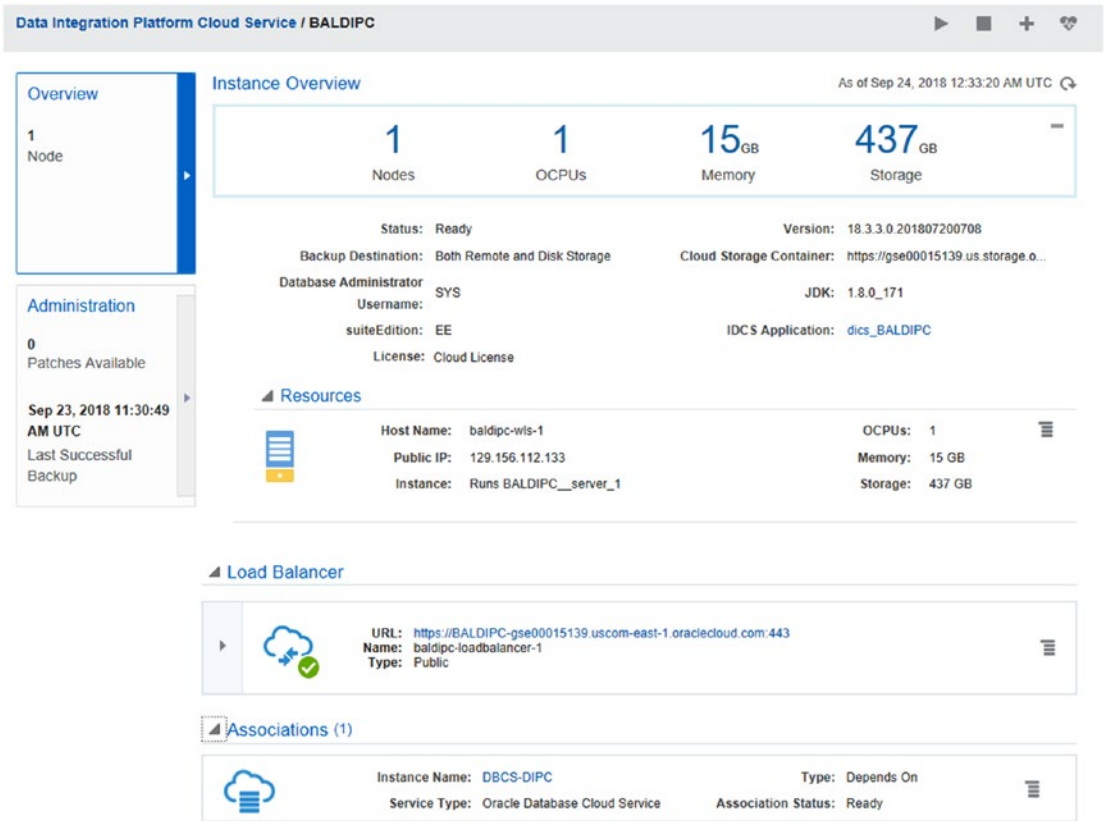 Data Integration Platform Cloud Service / BALDIPC
Overview
1
Node
Administration
0
Patches Available
Sep 23, 2018 11:30:49
AM UTC
Last Successful
Backup
Instance Overview
As of Sep 24, 2018 12:33:20 AM UTC
1 1 15GB 437GB
Nodes OCPUs Memory Storage
Status: Ready Version: 18.3.3.0.201807200708
Backup Destination: Both Remote and Disk Storage Cloud Storage Container: https://gse00015139.us.storage.o...
Database Administrator
Username: SYS JDK: 1.8.0_171
suiteEdition: EE IDCS Application: dics_BALDIPC
License: Cloud License
Resources
Host Name: baldipc-wls-1 OCPUs: 1
Public IP: 129.156.112.133 Memory: 15 GB
Instance: Runs BALDIPC__server_1 Storage: 437 GB
Load Balancer
URL: https://BALDIPC-gse00015139.uscom-east-1.oraclecloud.com:443
Name: baldipc-loadbalancer-1
Type: Public
Associations (1)
Instance Name: DBCS-DIPC Type: Depends On
Service Type: Oracle Database Cloud Service Association Status: Ready